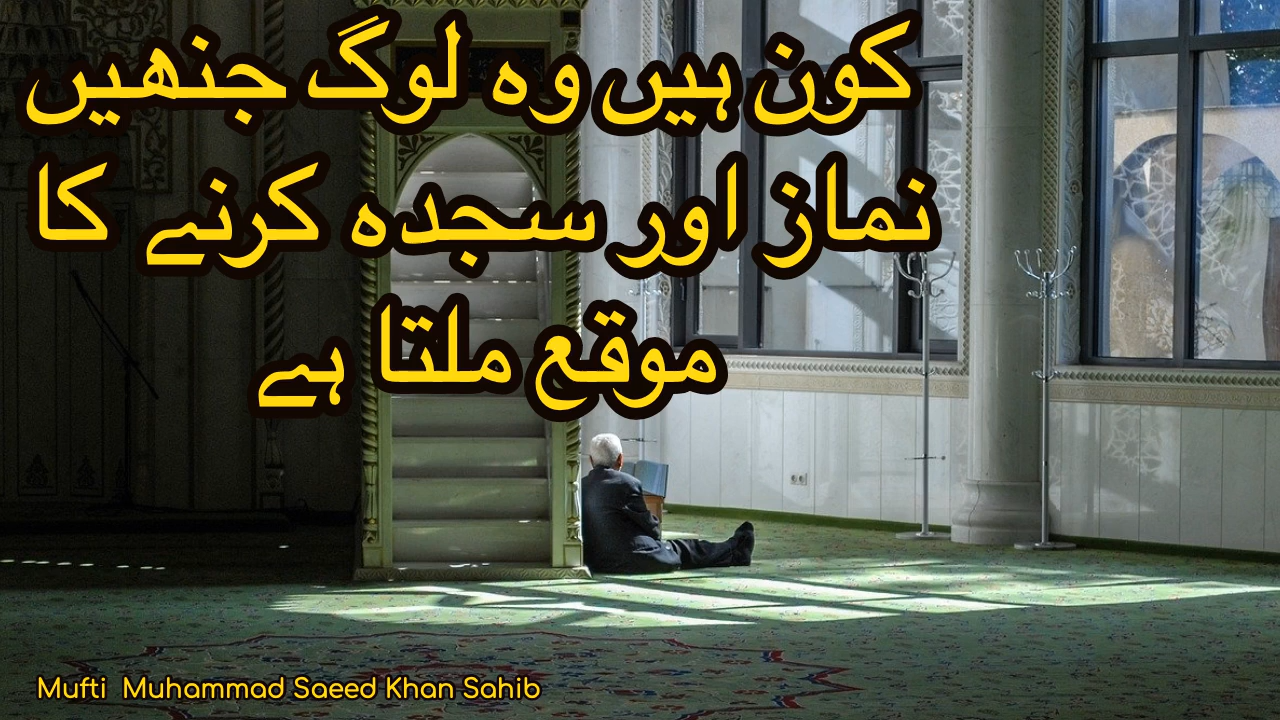 کون ہیں وہ لوگ جنھیں
نماز اور سجدہ کرنے کا
موقع ملتا ہے
Mufti Muhammad Saeed Khan Sahib